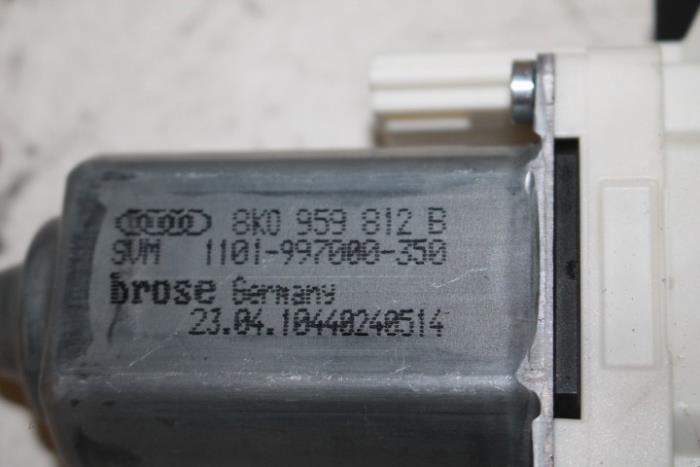 8K0 959 812 B
SVM 1101-997000-350
brose Germany
23.04.10440240514